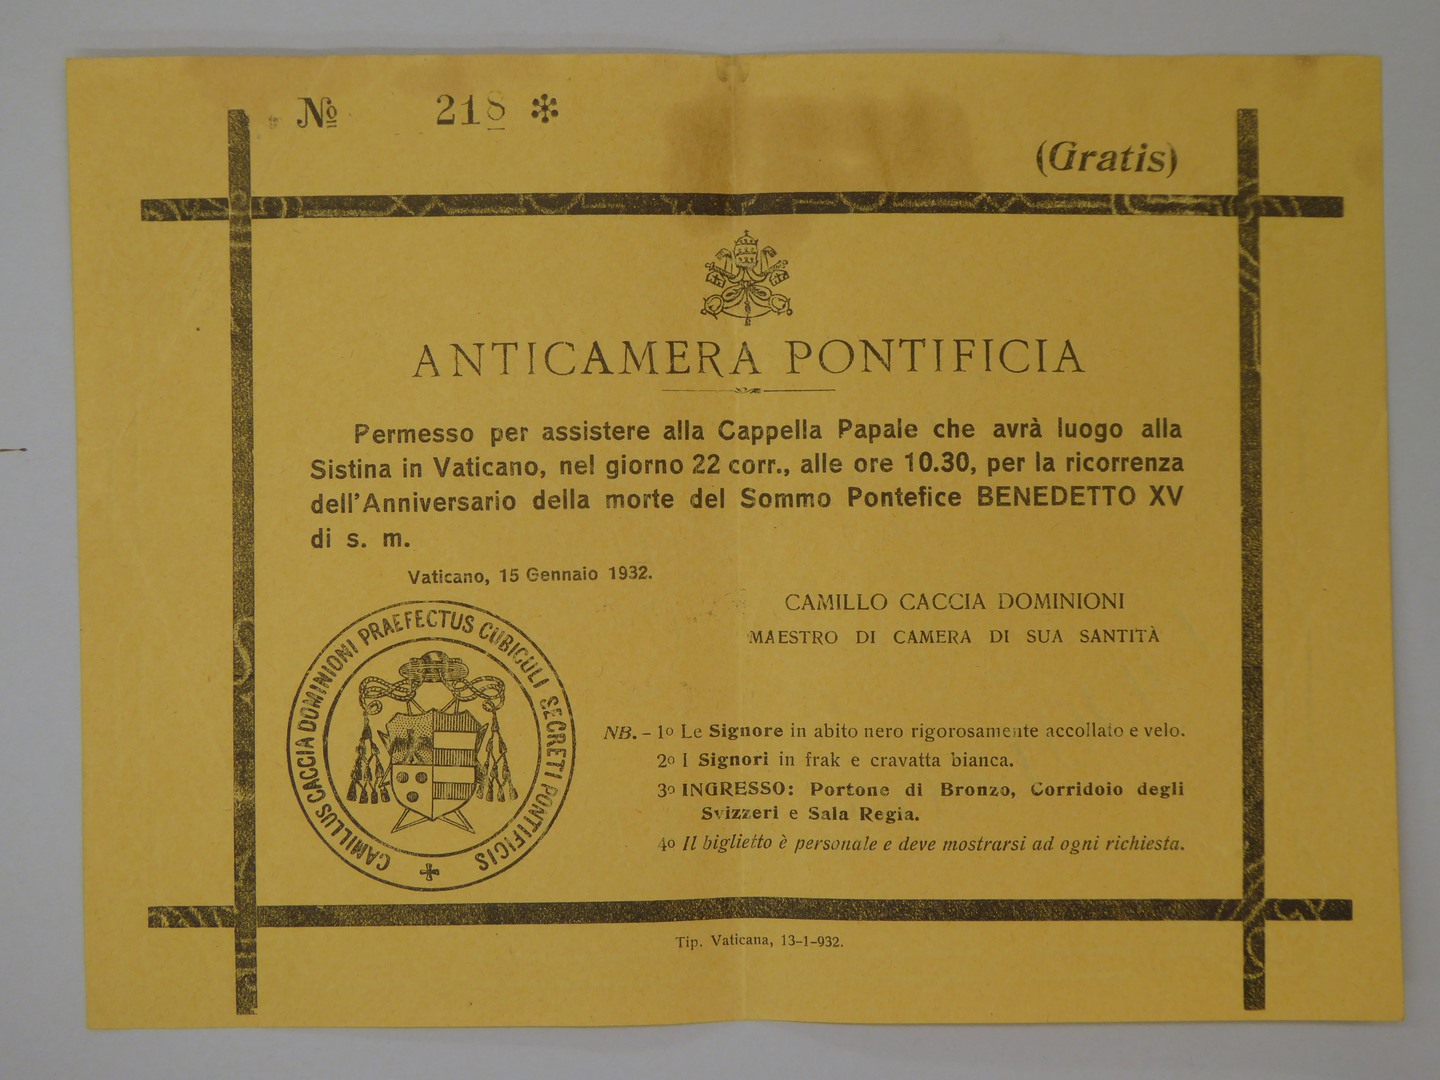 Nº 218 *
(Gratis)
ANTICAMERA PONTIFICIA
Permesso per assistere alla Cappella Papale che avrà luogo alla
Sistina in Vaticano, nel giorno 22 corr., alle ore 10.30, per la ricorrenza
dell'Anniversario della morte del Sommo Pontefice BENEDETTO XV
di s. m.
Vaticano, 15 Gennaio 1932.
CAMILLO CACCIA DOMINIONI
MAESTRO DI CAMERA DI SUA SANTITÀ
CAMILLUS CACCIA DOMINIONI PRAEFECTUS CUBICULI SECRETI PONTIFICIS
NB. – 1º Le Signore in abito nero rigorosamente accollato e velo.
2º I Signori in frak e cravatta bianca.
3º INGRESSO: Portone di Bronzo, Corridoio degli
Svizzeri e Sala Regia.
4º Il biglietto è personale e deve mostrarsi ad ogni richiesta.
Tip. Vaticana, 13-1-932.